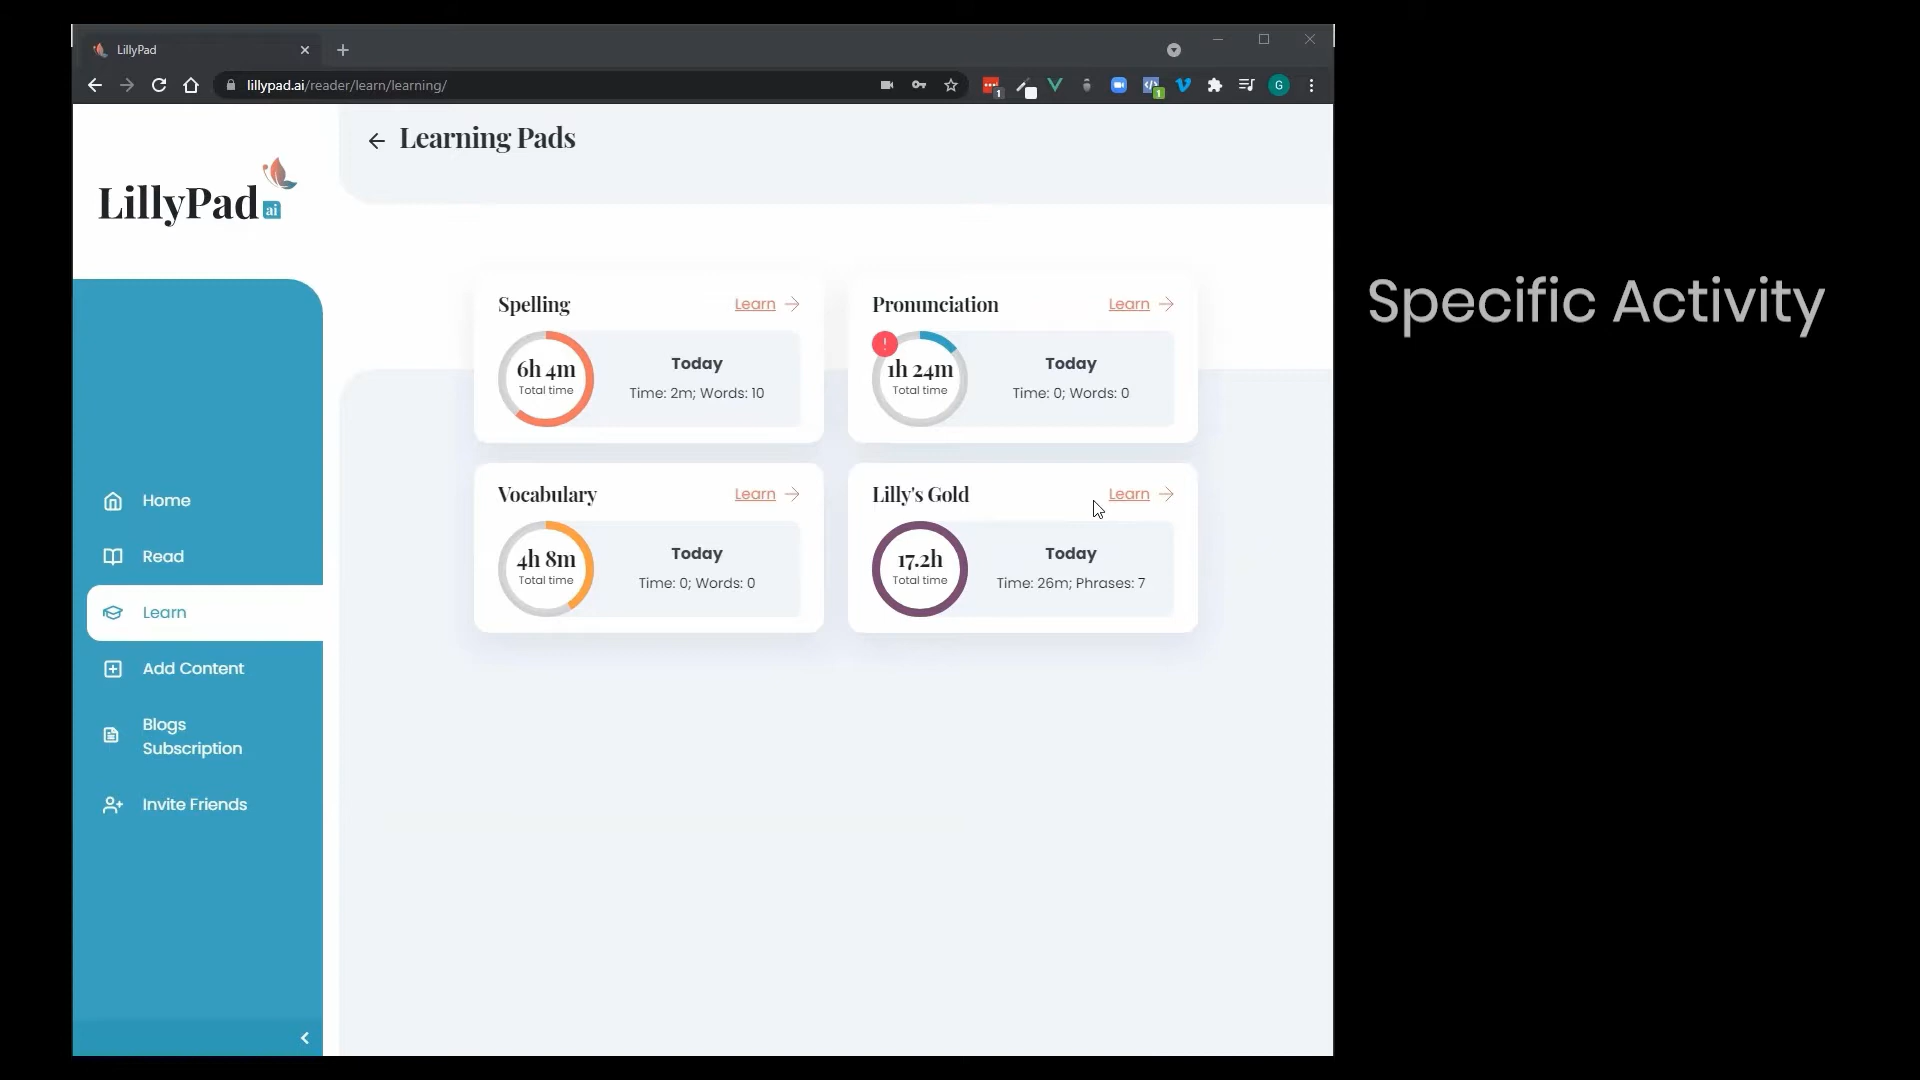 LillyPad
lillypad.ai/reader/learn/learning/
1
1
G
Learning Pads
LillyPad ai
Specific Activity
Spelling
Learn
6h 4m
Total time
Today
Time: 2m; Words: 10
Pronunciation
Learn
!
1h 24m
Total time
Today
Time: 0; Words: 0
Vocabulary
Learn
4h 8m
Total time
Today
Time: 0; Words: 0
Lilly's Gold
Learn
17.2h
Total time
Today
Time: 26m; Phrases: 7
Home
Read
Learn
Add Content
Blogs
Subscription
Invite Friends